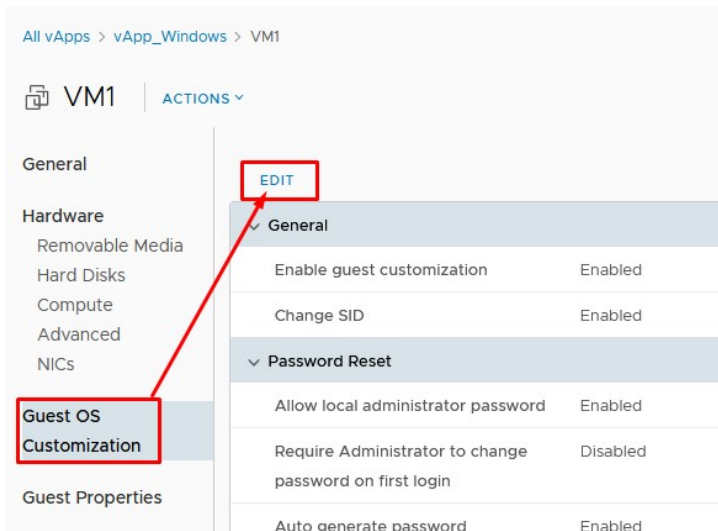 All vApps > vApp_Windows > VM1
VM1
ACTIONS
General
Hardware
Removable Media
Hard Disks
Compute
Advanced
NICs
Guest OS
Customization
Guest Properties
EDIT
General
Enable guest customization Enabled
Change SID Enabled
Password Reset
Allow local administrator password Enabled
Require Administrator to change Disabled
password on first login
Auto generate password Enabled